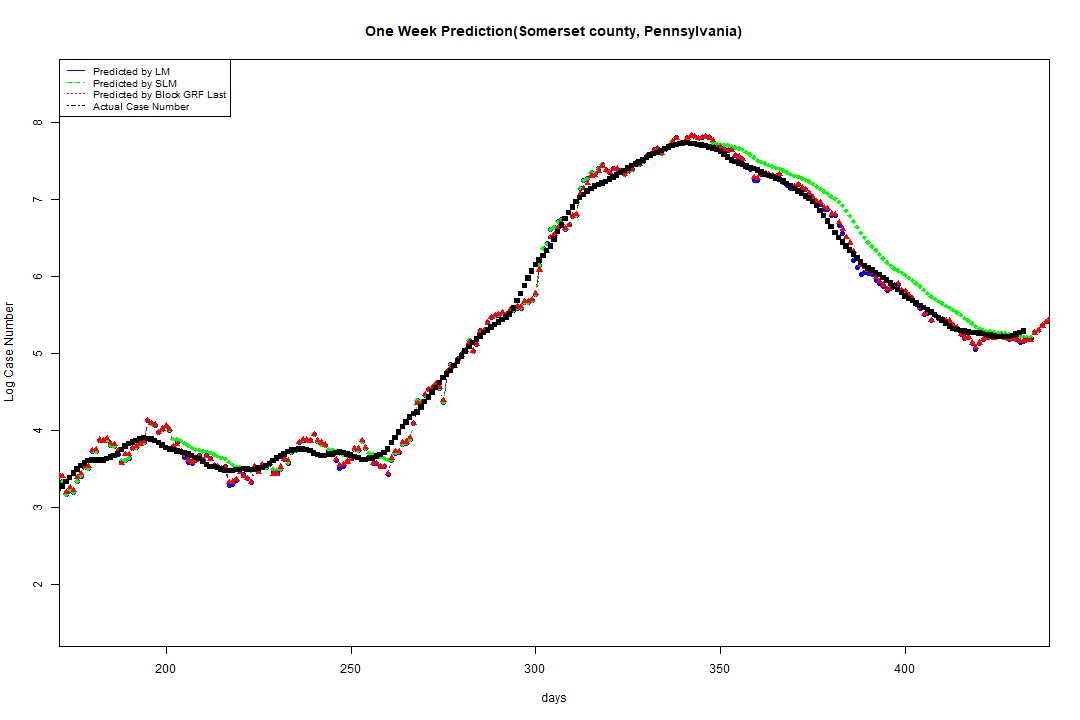 One Week Prediction(Somerset county, Pennsylvania)
Predicted by LM
Predicted by SLM
Predicted by Block GRF Last
Actual Case Number
8
7
6
5
4
3
2
Log Case Number
200 250 300 350 400
days